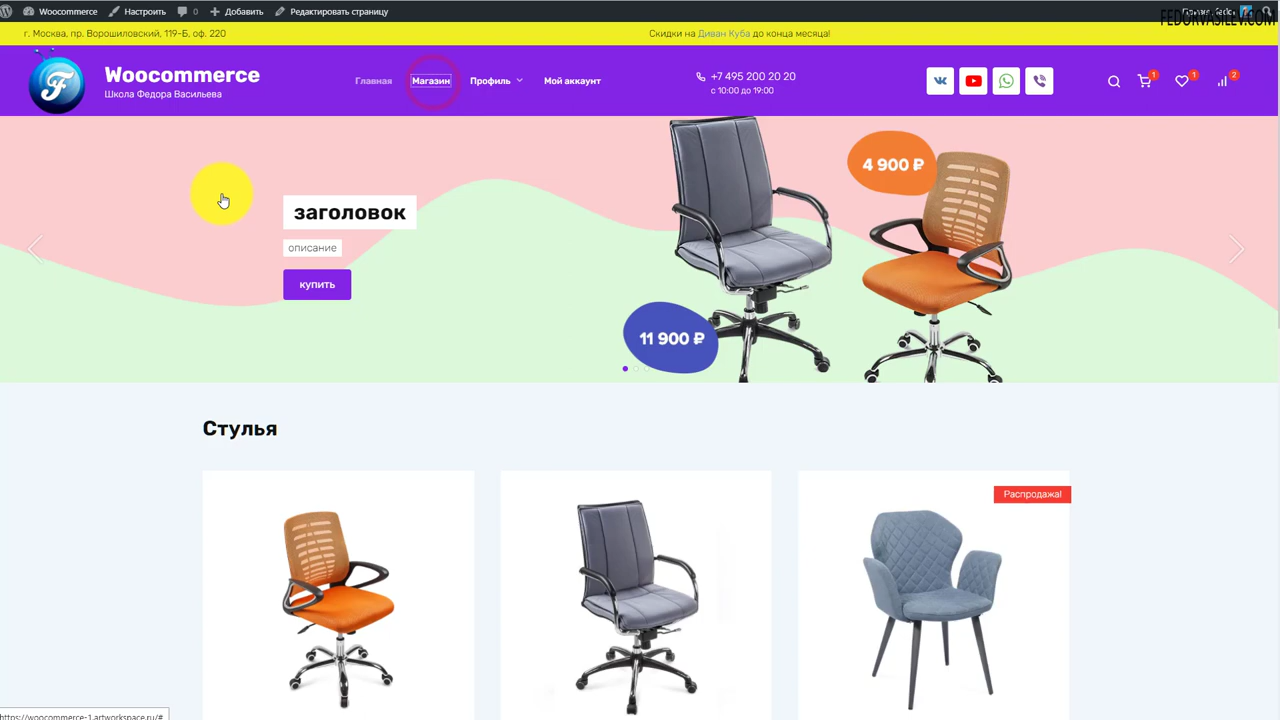 Woocommerce
Настроить
0
Добавить
Редактировать страницу
FEDORVASILEV.COM
г. Москва, пр. Ворошиловский, 119-Б, оф. 220
Скидки на Диван Куба до конца месяца!
F
Woocommerce
Школа Федора Васильева
Главная
Магазин
Профиль
Мой аккаунт
+7 495 200 20 20
с 10:00 до 19:00
1
1
2
4 900 ₽
заголовок
описание
купить
11 900 ₽
Стулья
Распродажа!
https://woocommerce-1.artworkspace.ru/#